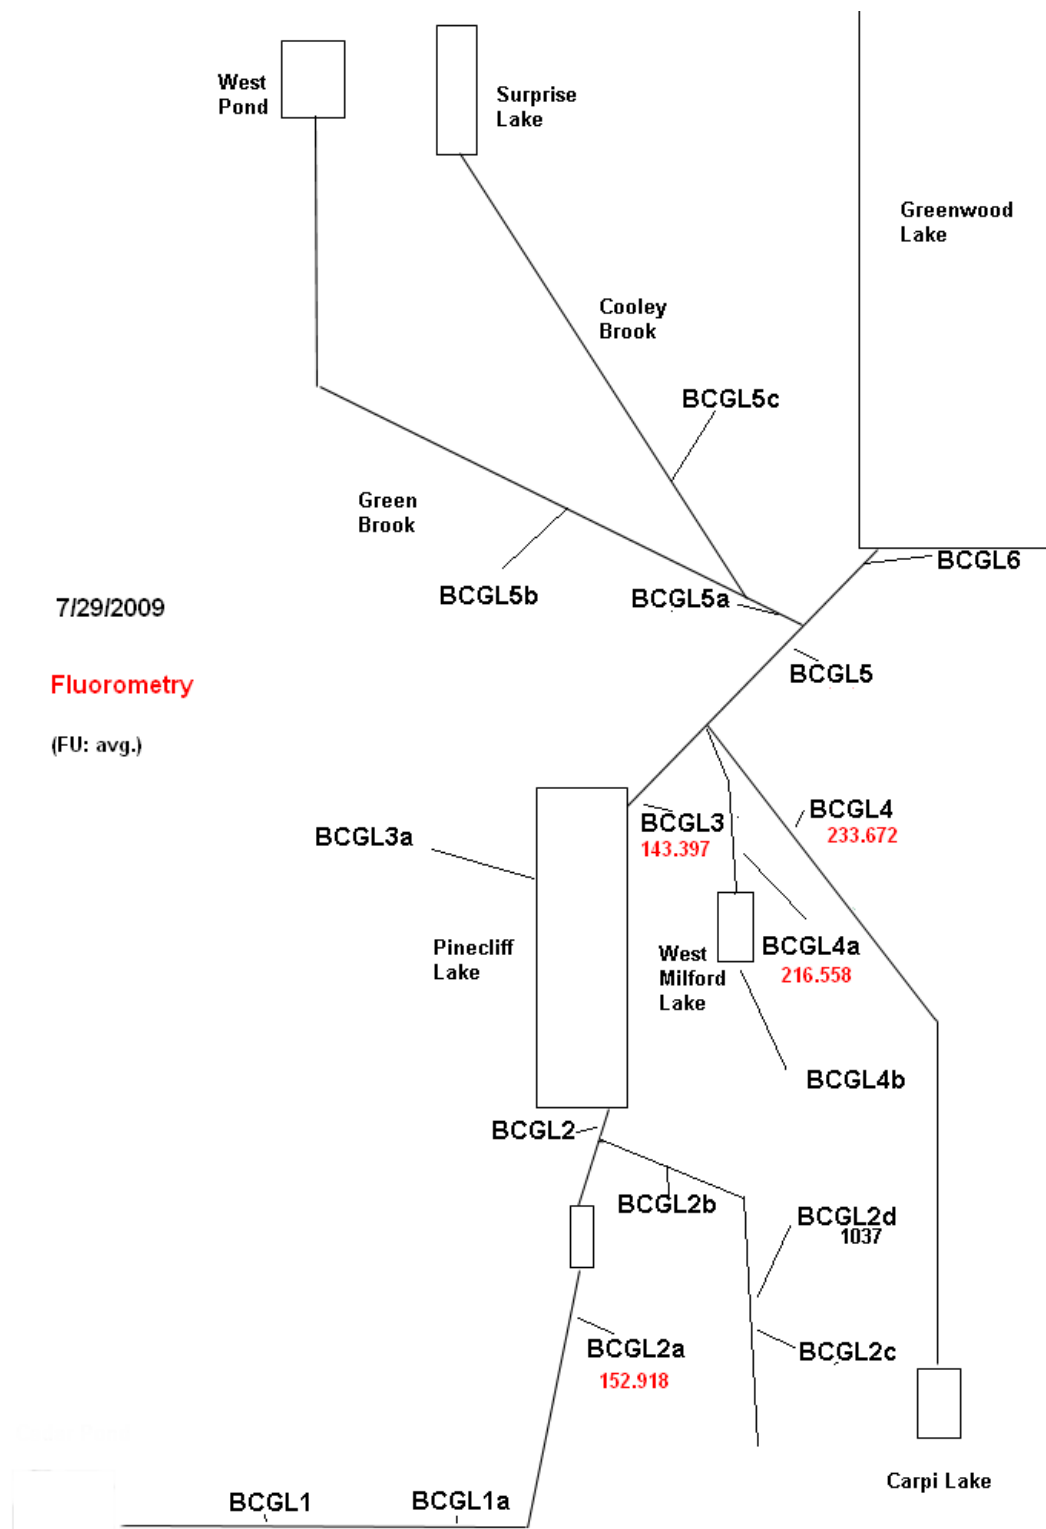 West
Pond
Surprise
Lake
Greenwood
Lake
Cooley
Brook
BCGL5c
Green
Brook
BCGL6
BCGL5b
BCGL5a
7/29/2009
BCGL5
Fluorometry
(FU: avg.)
BCGL4
233.672
BCGL3
143.397
BCGL3a
Pinecliff
Lake
West
Milford
Lake
BCGL4a
216.558
BCGL4b
BCGL2
BCGL2b
BCGL2d
1037
BCGL2a
152.918
BCGL2c
Carpi Lake
BCGL1
BCGL1a